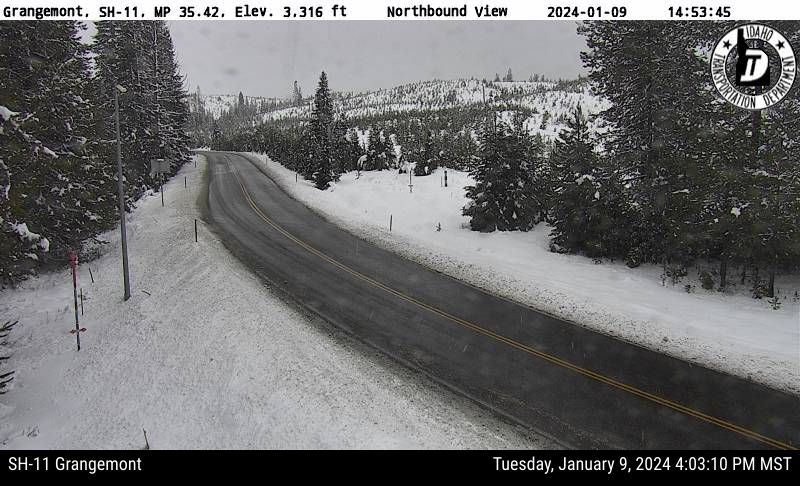 Grangemont, SH-11, MP 35.42, Elev. 3,316 ft Northbound View 2024-01-09 14:53:45
IDAHO
TRANSPORTATION DEPARTMENT
SH-11 Grangemont Tuesday, January 9, 2024 4:03:10 PM MST